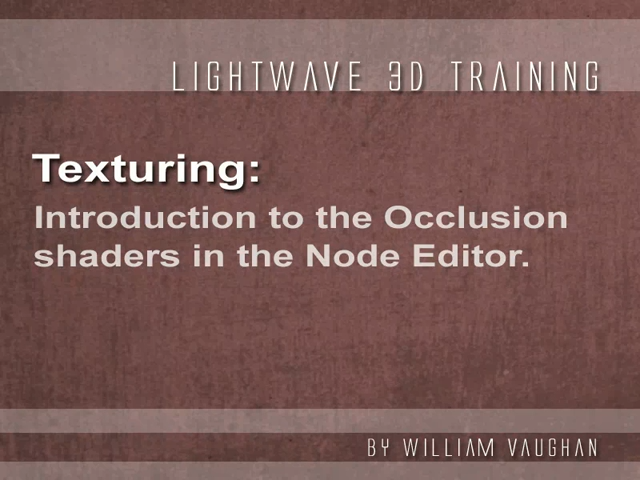 LIGHTWAVE 3D TRAINING
Texturing:
Introduction to the Occlusion
shaders in the Node Editor.
BY WILLIAM VAUGHAN